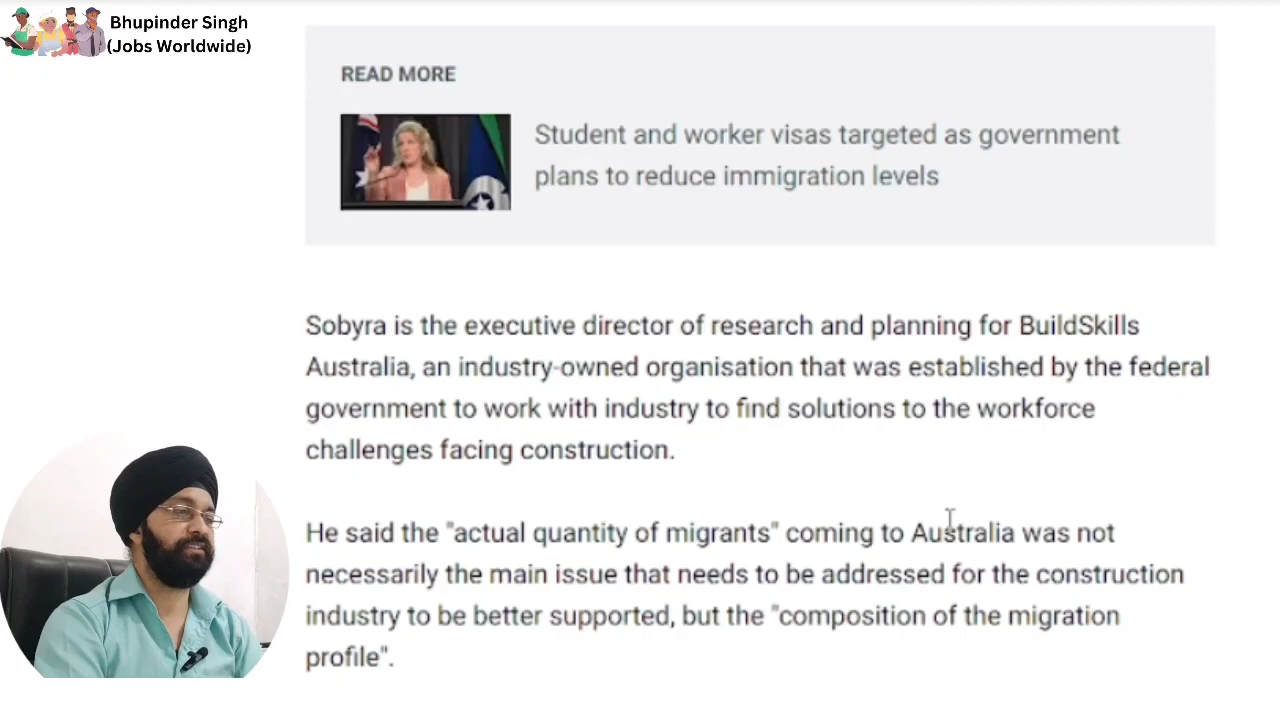 Bhupinder Singh
(Jobs Worldwide)
READ MORE
Student and worker visas targeted as government
plans to reduce immigration levels
Sobyra is the executive director of research and planning for BuildSkills
Australia, an industry-owned organisation that was established by the federal
government to work with industry to find solutions to the workforce
challenges facing construction.
He said the "actual quantity of migrants" coming to Australia was not
necessarily the main issue that needs to be addressed for the construction
industry to be better supported, but the "composition of the migration
profile".